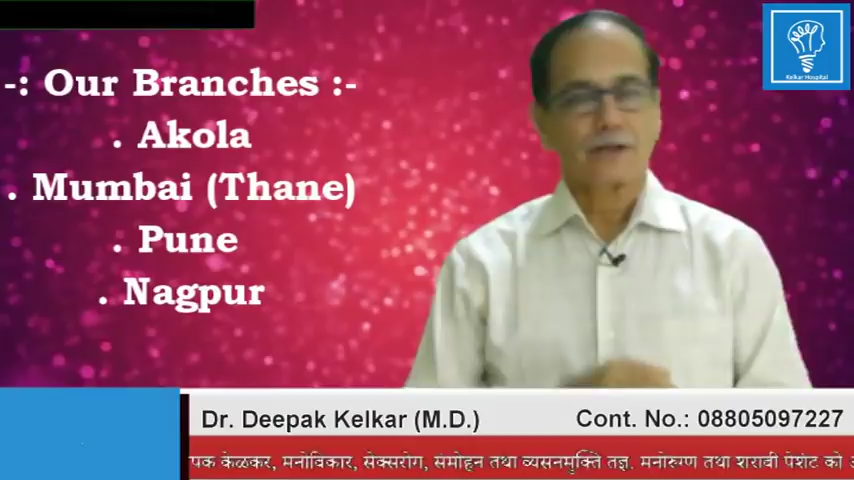 -: Our Branches :-
. Akola
. Mumbai (Thane)
. Pune
. Nagpur
Kelkar Hospital
Dr. Deepak Kelkar (M.D.)
Cont. No.: 08805097227
पक केळकर, मनोविकार, सेक्सरोग, संमोहन तथा व्यसनमुक्ति तज्ञ. मनोरूग्ण तथा शराबी पेशंट को